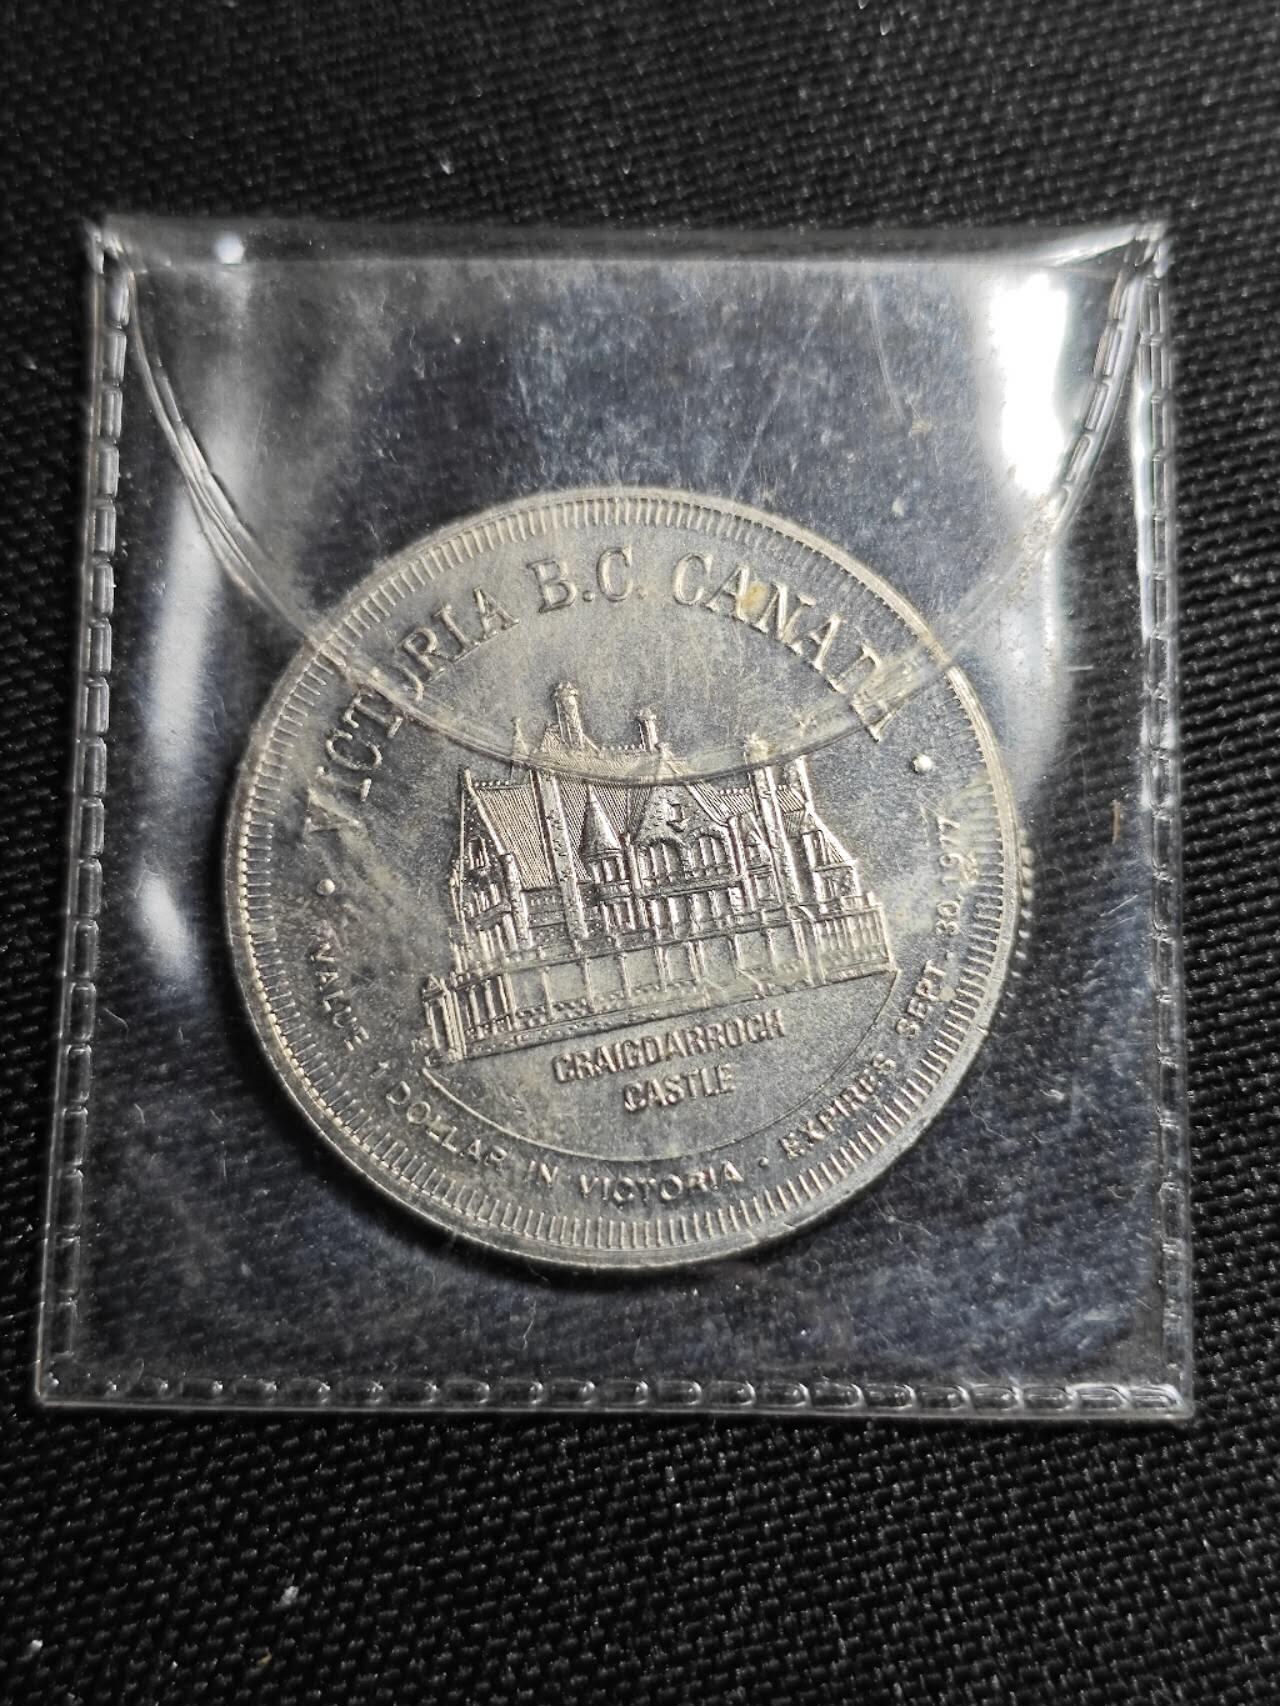 VICTORIA B.C. CANADA
CRAIGDARROCH
CASTLE
VALUE 1 DOLLAR IN VICTORIA • EXPIRES SEPT. 30, 1977